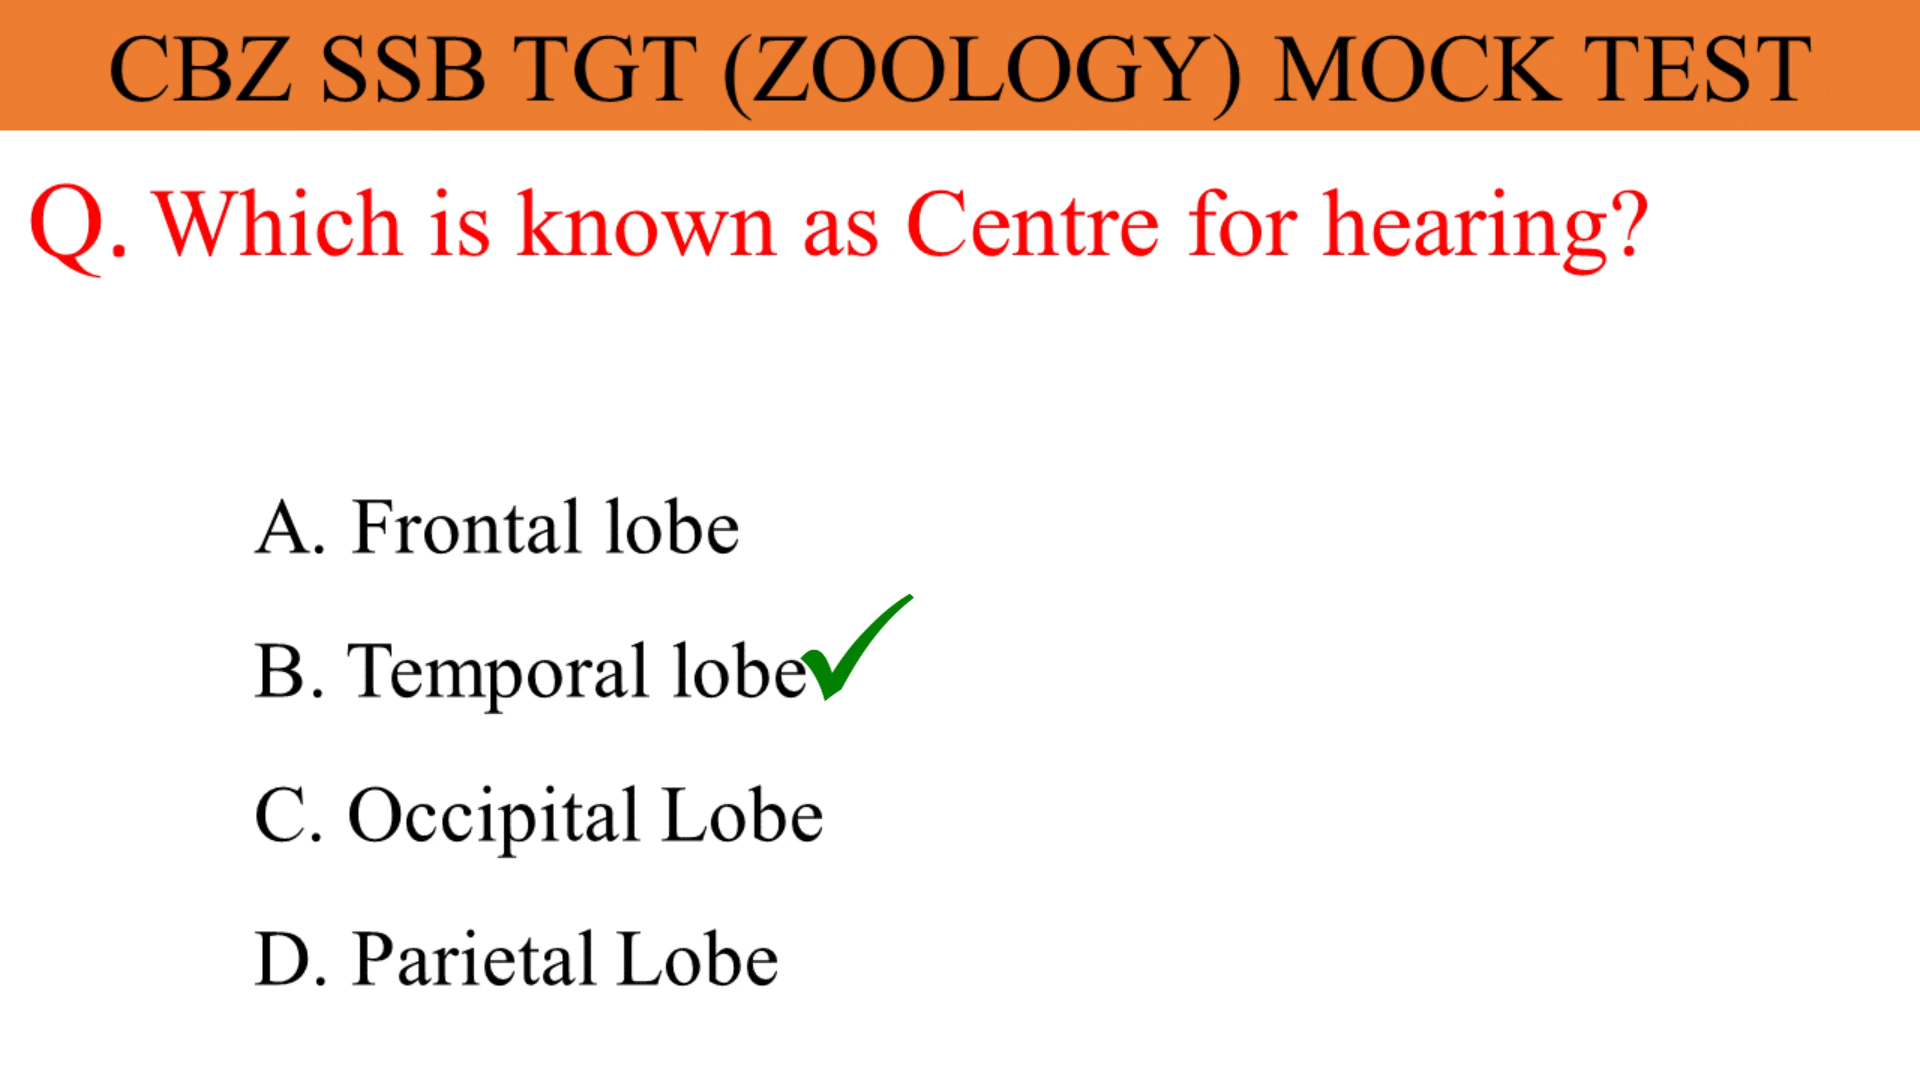 CBZ SSB TGT (ZOOLOGY) MOCK TEST
Q. Which is known as Centre for hearing?
A. Frontal lobe
B. Temporal lobe
C. Occipital Lobe
D. Parietal Lobe